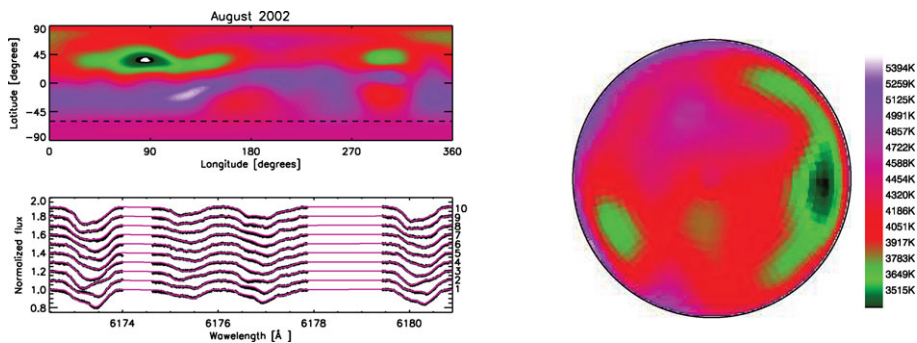 August 2002
90
45
0
-45
-90
Latitude [degrees]
0 90 180 270 360
Longitude [degrees]
2.0
1.8
1.6
1.4
1.2
1.0
0.8
Normalized flux
10
9
8
7
6
5
4
3
2
1
6174 6176 6178 6180
Wavelength [Å]
5394K
5259K
5125K
4991K
4857K
4722K
4588K
4454K
4320K
4186K
4051K
3917K
3783K
3649K
3515K